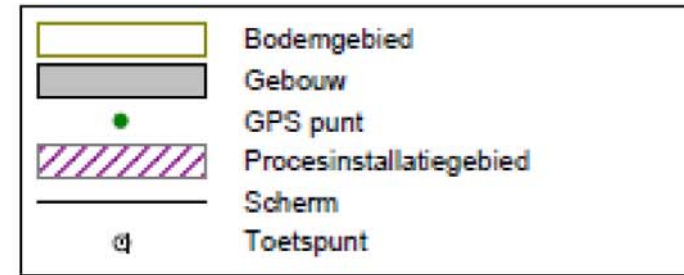 Bodemgebied
Gebouw
GPS punt
Procesinstallatiegebied
Scherm
Toetspunt